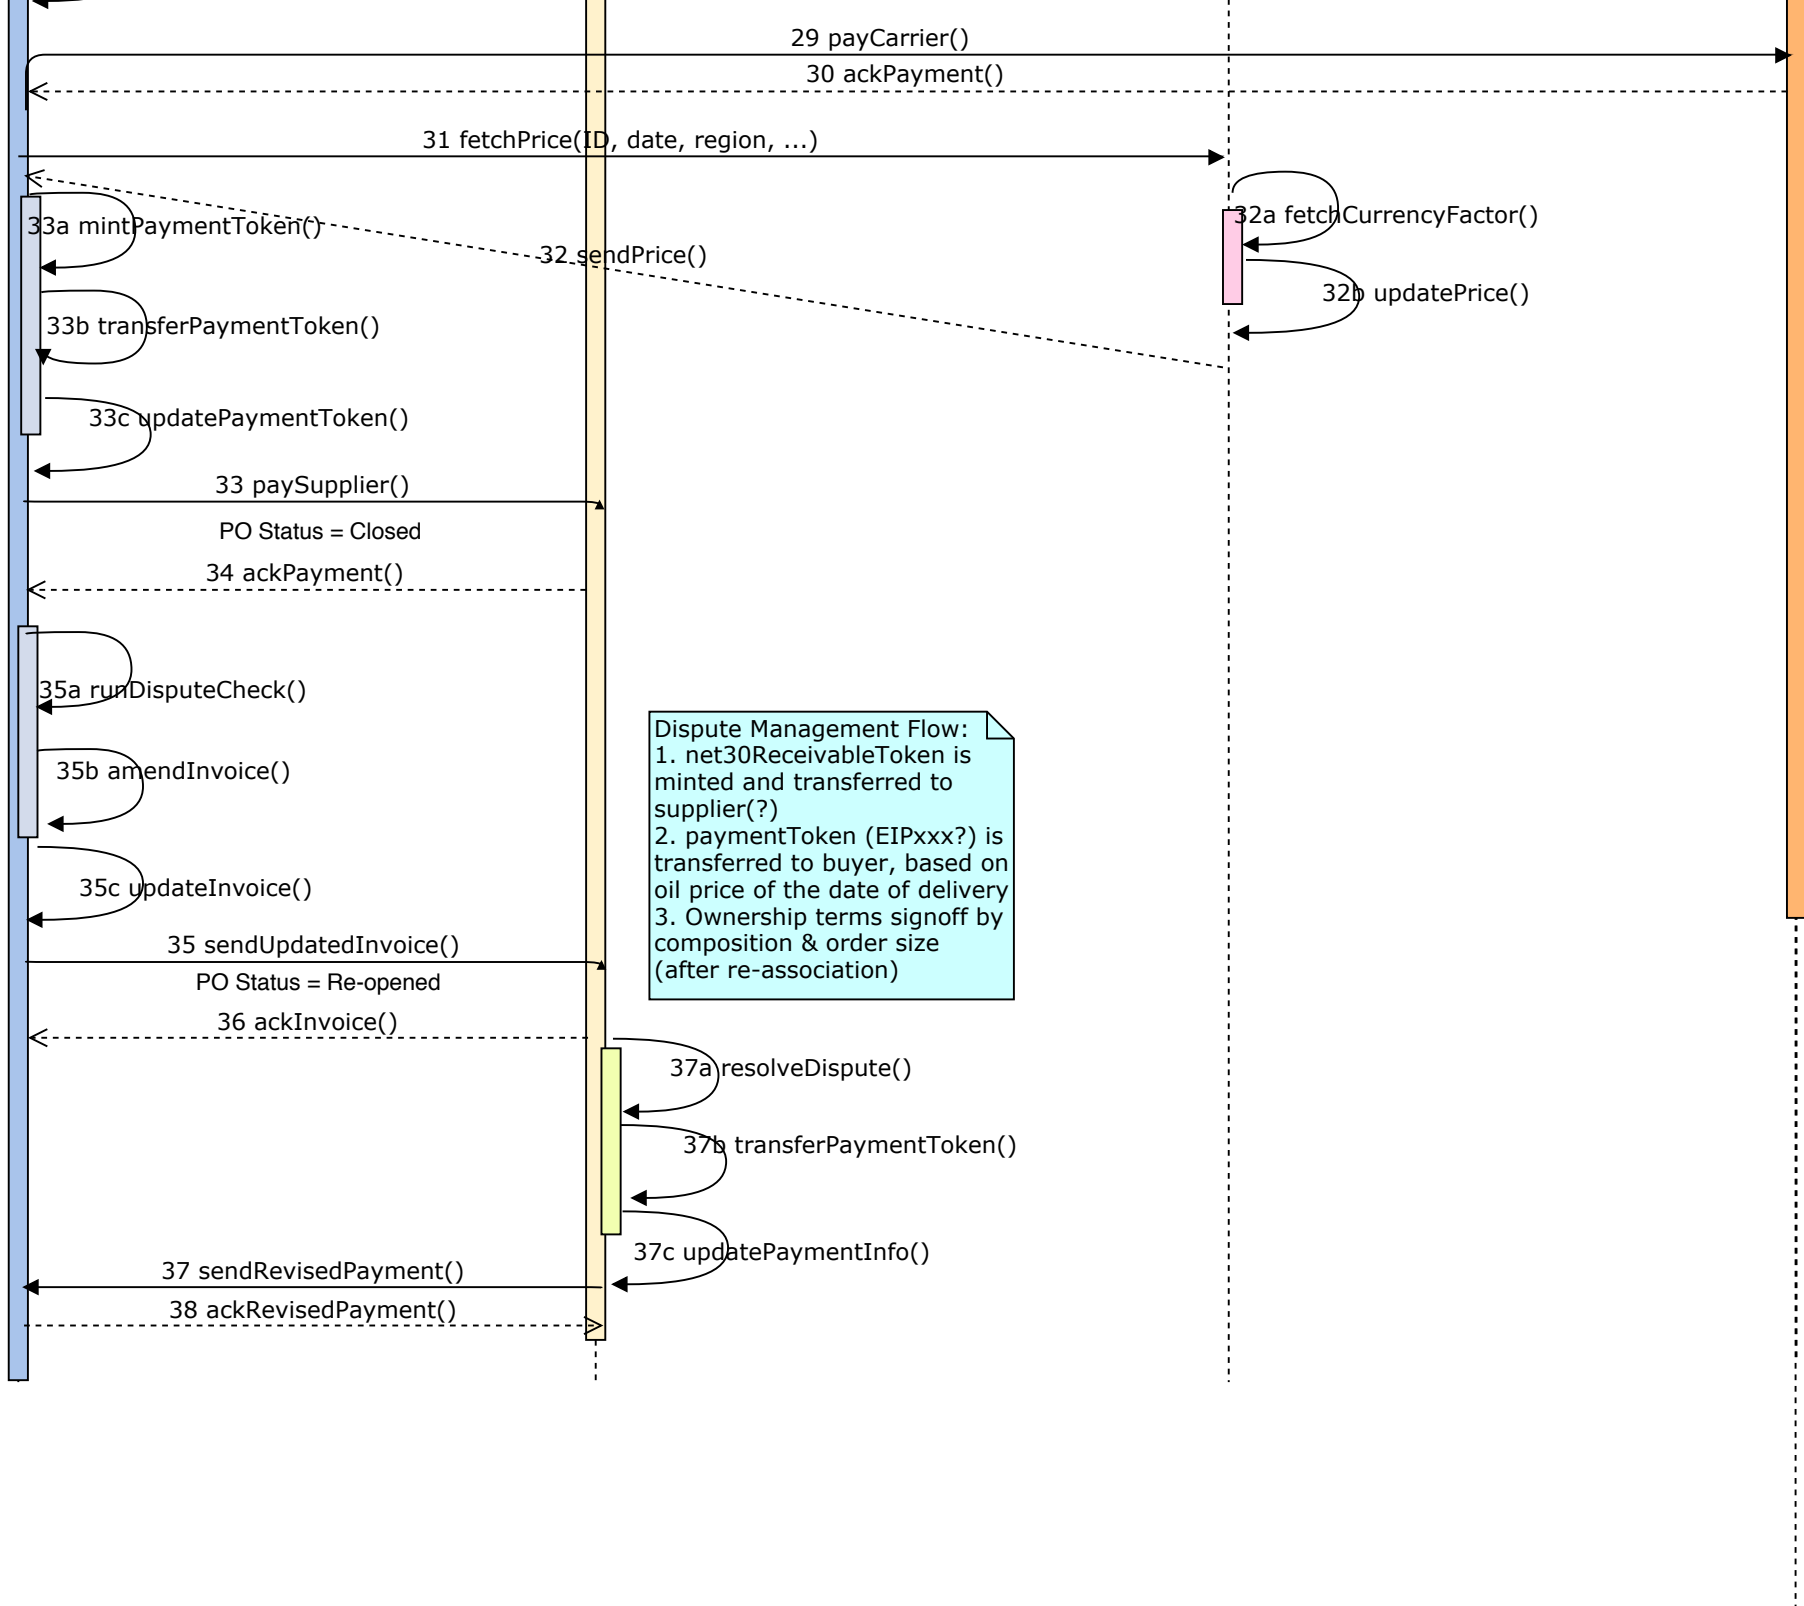 29 payCarrier()
30 ackPayment()
31 fetchPrice(ID, date, region, ...)
32a fetchCurrencyFactor()
33a mintPaymentToken()
32 sendPrice()
32b updatePrice()
33b transferPaymentToken()
33c updatePaymentToken()
33 paySupplier()
PO Status = Closed
34 ackPayment()
35a runDisputeCheck()
35b amendInvoice()
35c updateInvoice()
35 sendUpdatedInvoice()
PO Status = Re-opened
36 ackInvoice()
Dispute Management Flow:
1. net30ReceivableToken is
minted and transferred to
supplier(?)
2. paymentToken (EIPxxx?) is
transferred to buyer, based on
oil price of the date of delivery
3. Ownership terms signoff by
composition & order size
(after re-association)
37a resolveDispute()
37b transferPaymentToken()
37c updatePaymentInfo()
37 sendRevisedPayment()
38 ackRevisedPayment()